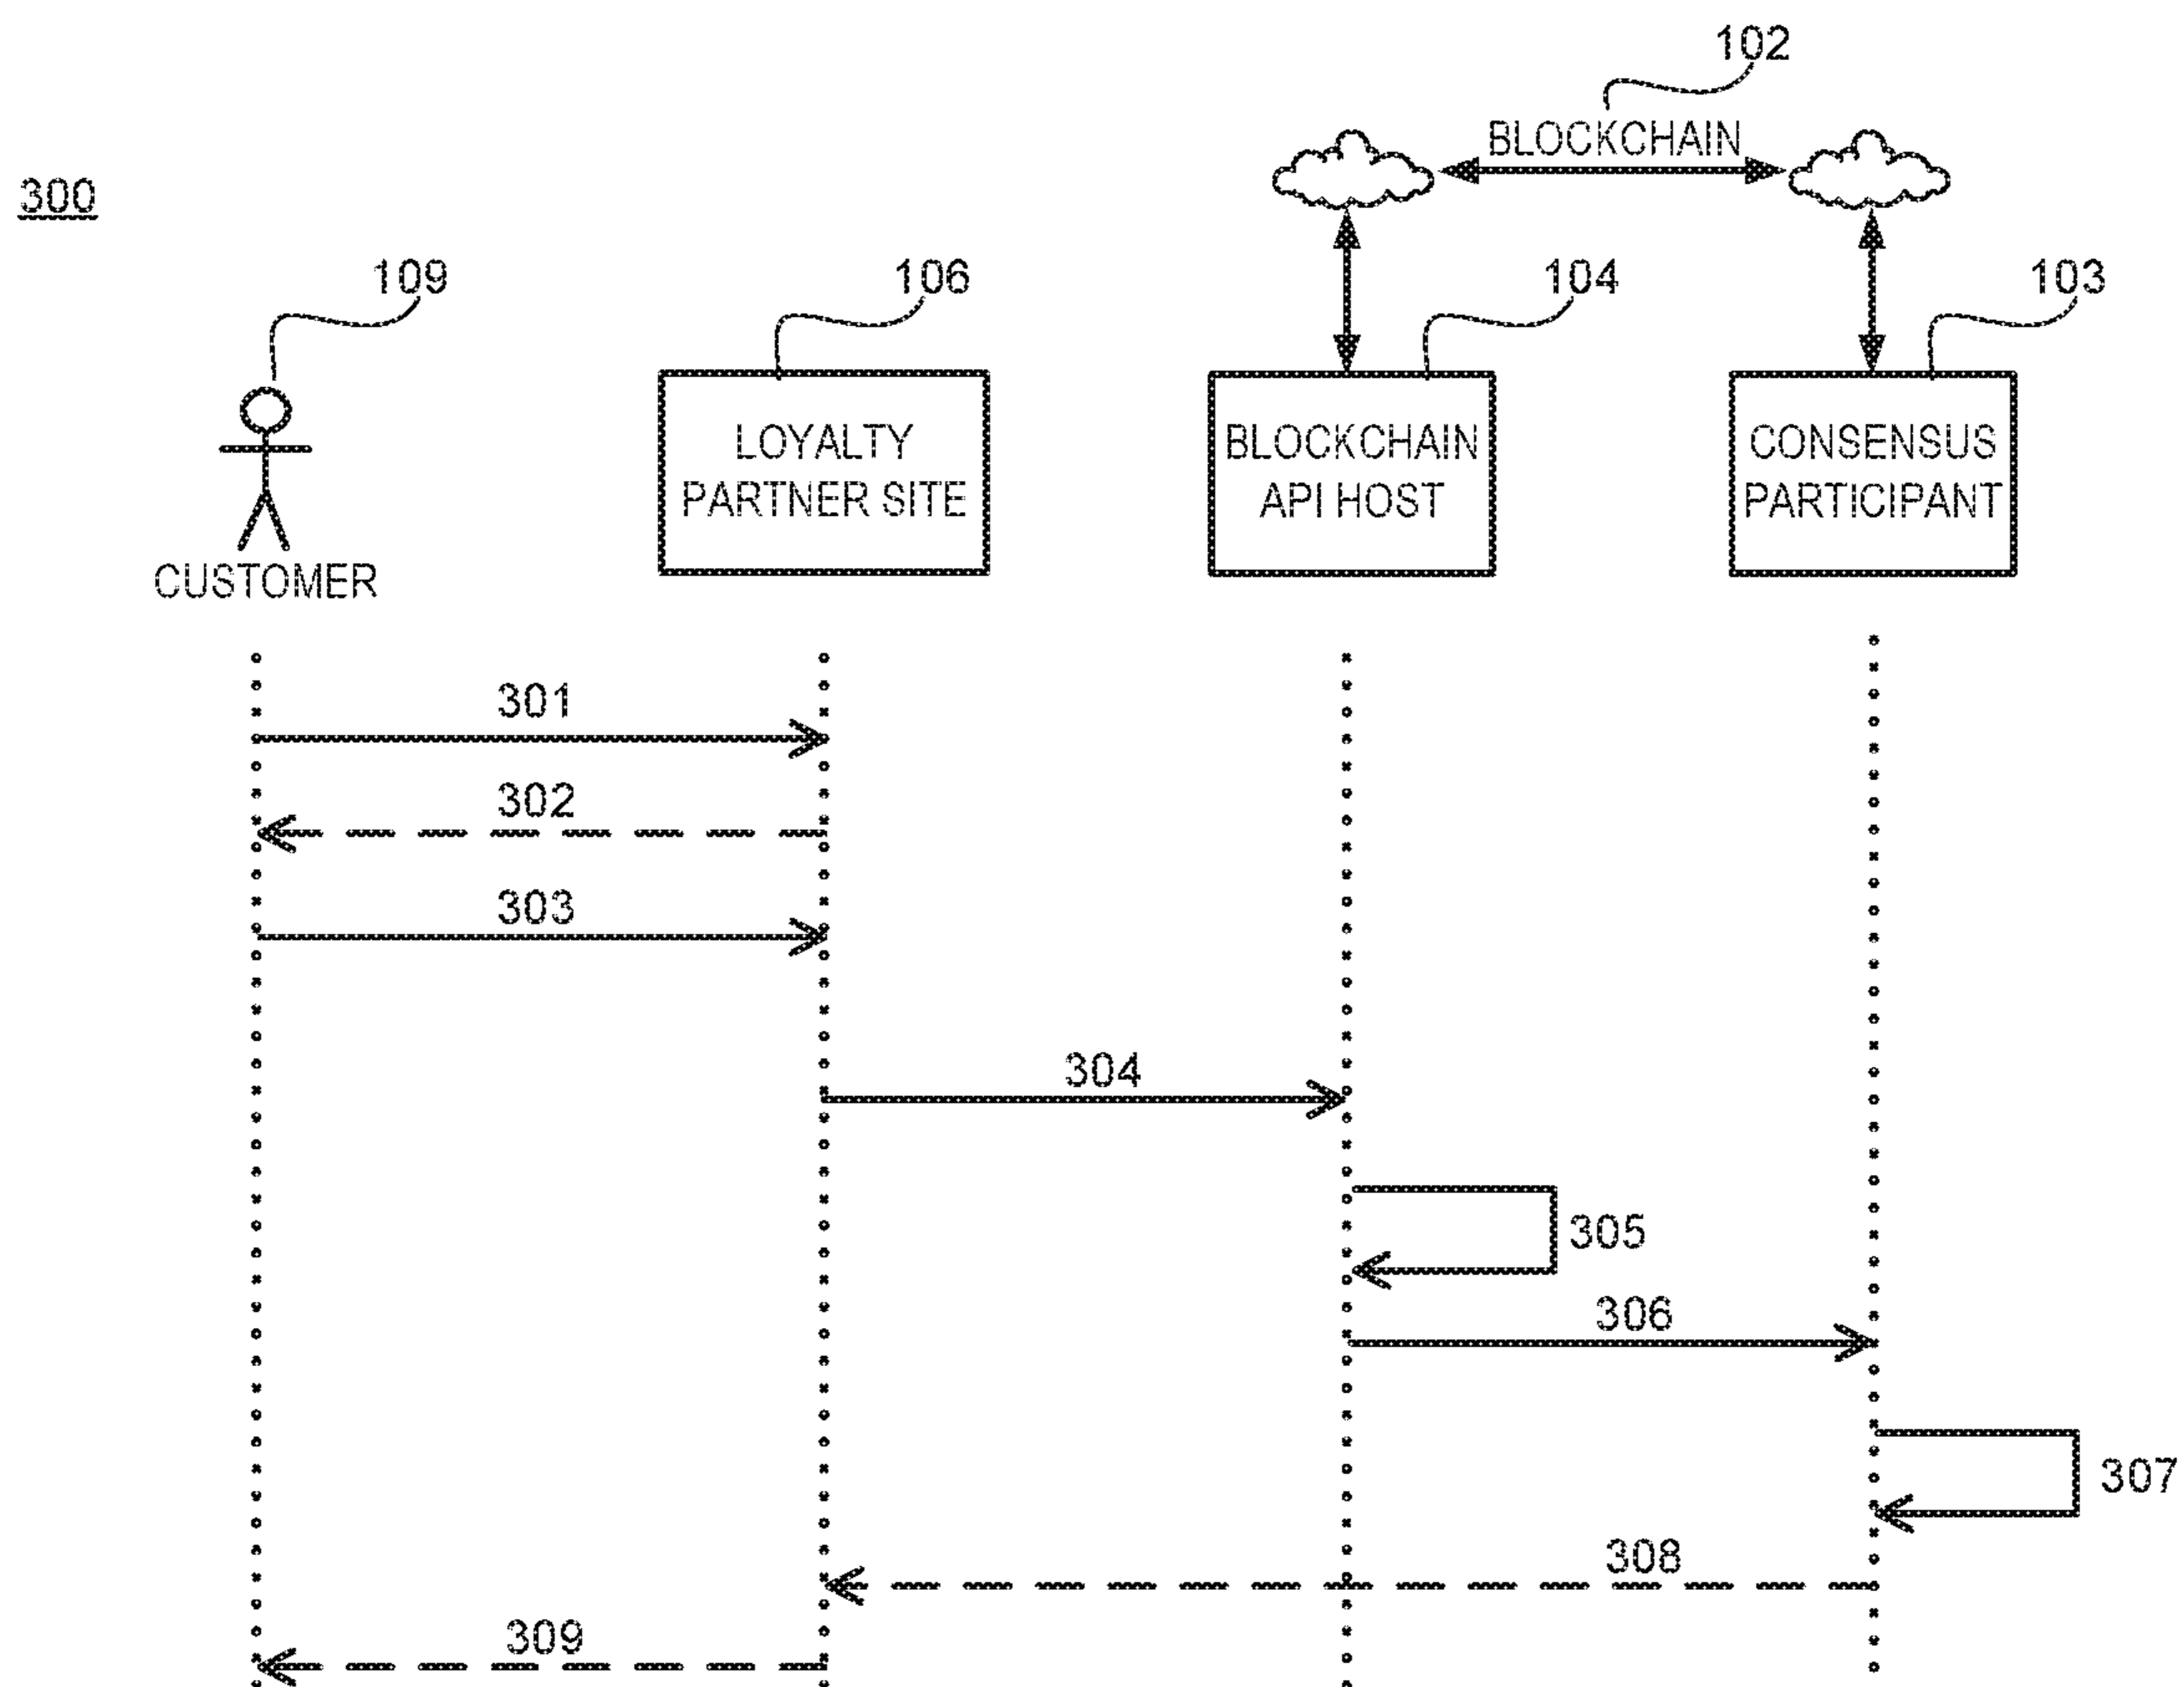 102
BLOCKCHAIN
300
109
106
104
103
LOYALTY
PARTNER SITE
BLOCKCHAIN
API HOST
CONSENSUS
PARTICIPANT
CUSTOMER
301
302
303
304
305
306
307
308
309